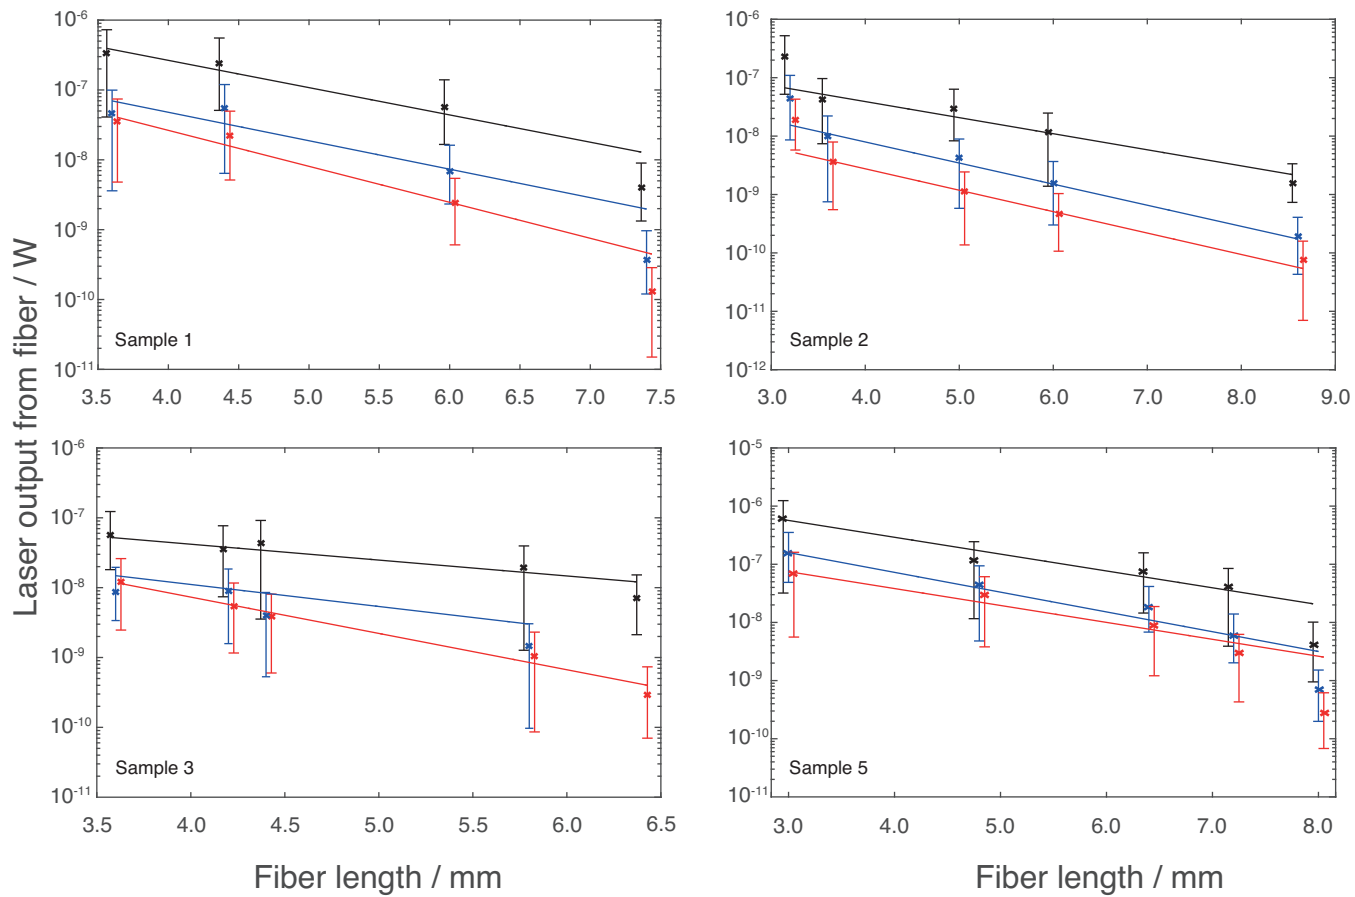 Laser output from fiber / W
10-6
10-7
10-8
10-9
10-10
10-11
Sample 1
3.5 4.0 4.5 5.0 5.5 6.0 6.5 7.0 7.5
10-6
10-7
10-8
10-9
10-10
10-11
10-12
Sample 2
3.0 4.0 5.0 6.0 7.0 8.0 9.0
10-6
10-7
10-8
10-9
10-10
10-11
Sample 3
3.5 4.0 4.5 5.0 5.5 6.0 6.5
Fiber length / mm
10-5
10-6
10-7
10-8
10-9
10-10
10-11
Sample 5
3.0 4.0 5.0 6.0 7.0 8.0
Fiber length / mm